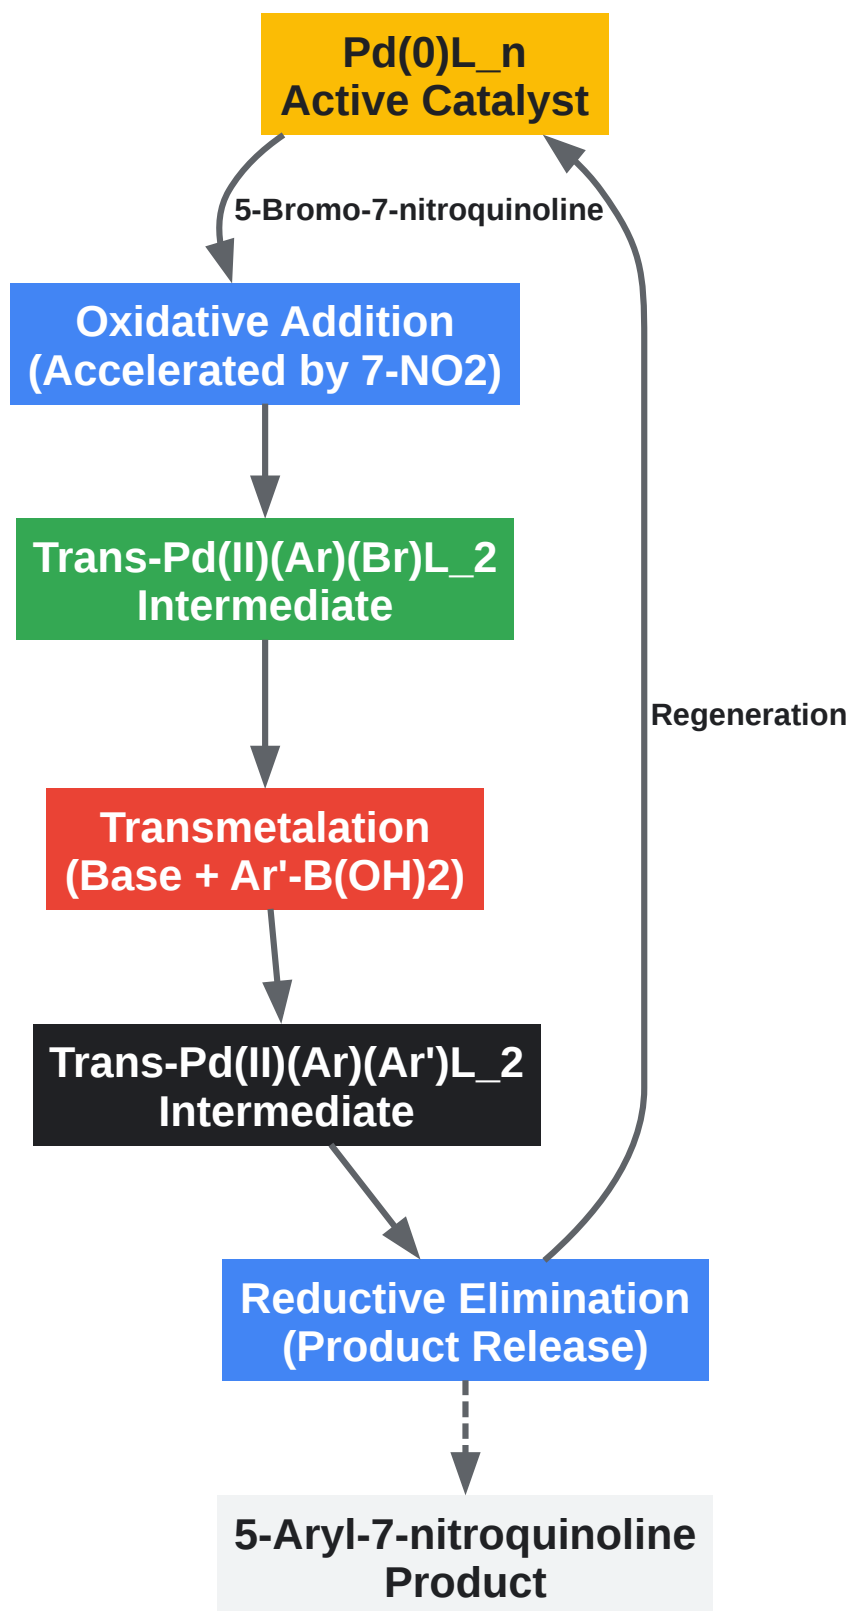 Pd(0)L_n
Active Catalyst
5-Bromo-7-nitroquinoline
Oxidative Addition
(Accelerated by 7-NO2)
Trans-Pd(II)(Ar)(Br)L_2
Intermediate
Regeneration
Transmetalation
(Base + Ar'-B(OH)2)
Trans-Pd(II)(Ar)(Ar')L_2
Intermediate
Reductive Elimination
(Product Release)
5-Aryl-7-nitroquinoline
Product